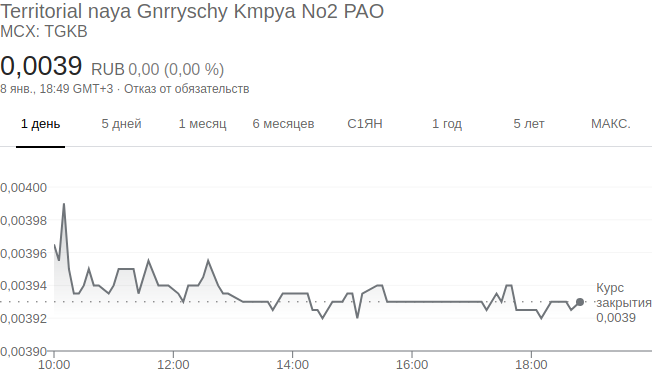 Territorial naya Gnrryschy Kmpya No2 PAO
MCX: TGKB
0,0039 RUB 0,00 (0,00 %)
8 янв., 18:49 GMT+3 · Отказ от обязательств
1 день 5 дней 1 месяц 6 месяцев С1ЯН 1 год 5 лет МАКС.
0,00400
0,00398
0,00396
0,00394
0,00392
0,00390
Курс
закрытия
0,0039
10:00 12:00 14:00 16:00 18:00